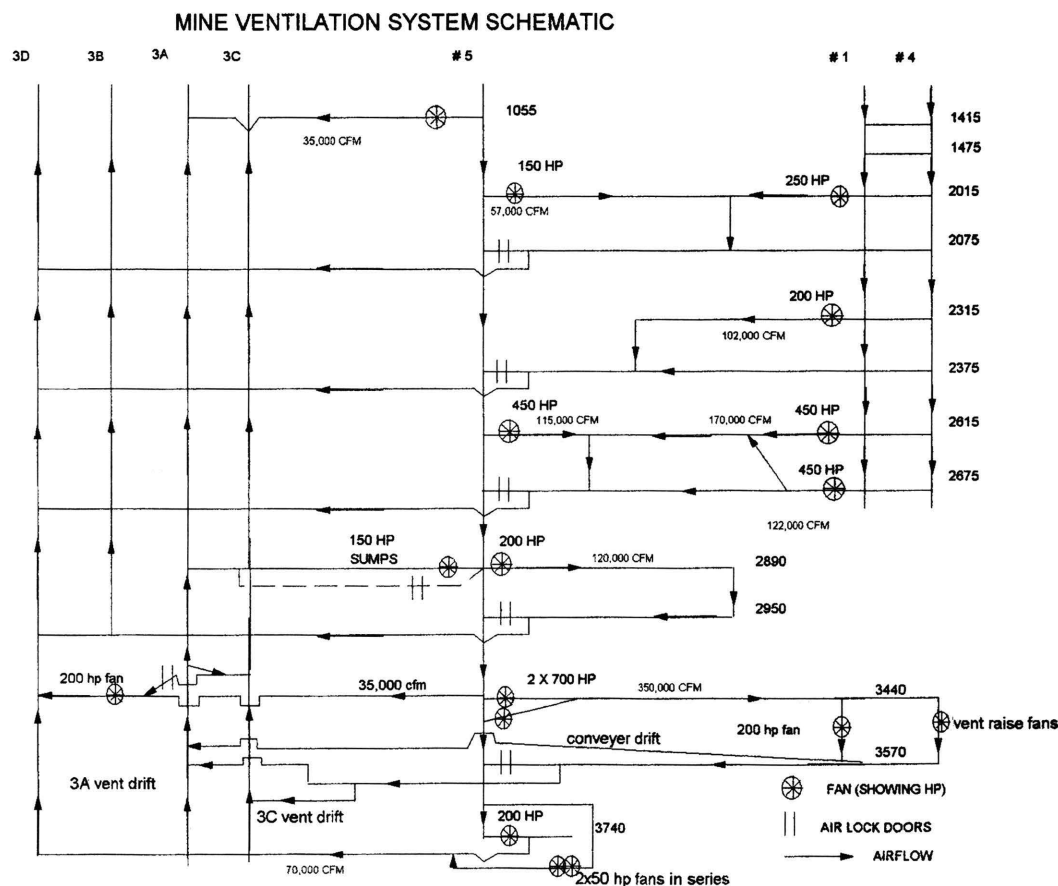 MINE VENTILATION SYSTEM SCHEMATIC
3D 3B 3A 3C # 5 # 1 # 4
1055
35,000 CFM
1415
1475
150 HP
250 HP
2015
57,000 CFM
2075
200 HP
2315
102,000 CFM
2375
450 HP
115,000 CFM
170,000 CFM
450 HP
2615
450 HP
2675
122,000 CFM
150 HP
SUMPS
200 HP
120,000 CFM
2890
2950
200 hp fan
35,000 cfm
2 X 700 HP
350,000 CFM
3440
200 hp fan
vent raise fans
conveyer drift
3570
3A vent drift
3C vent drift
FAN (SHOWING HP)
AIR LOCK DOORS
AIRFLOW
200 HP
3740
70,000 CFM
2x50 hp fans in series